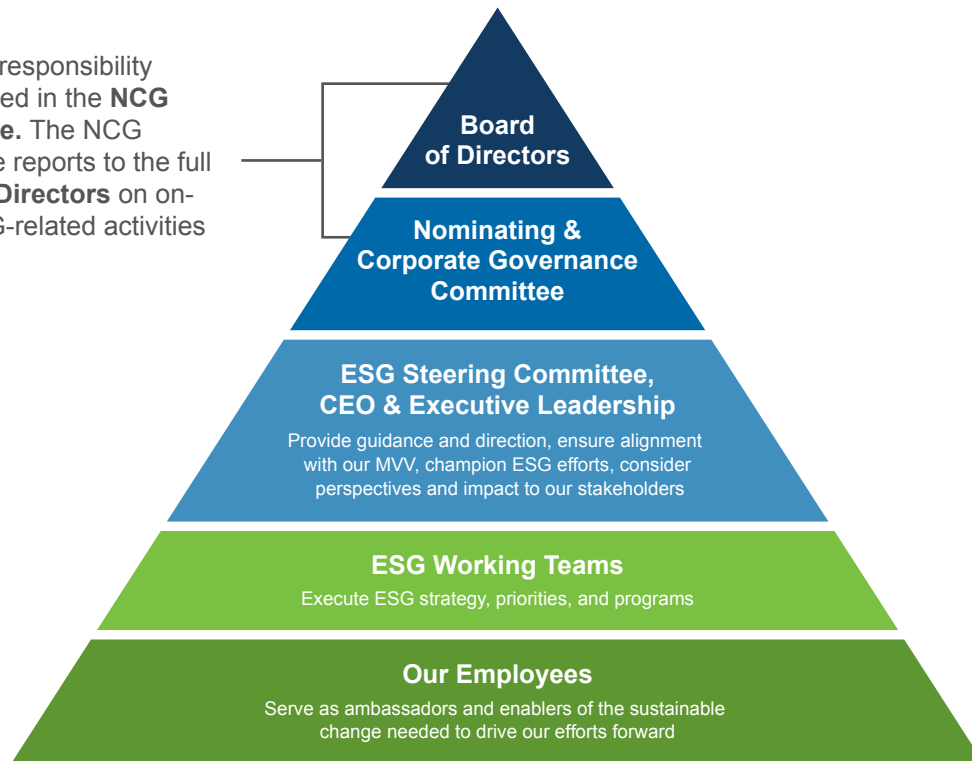 responsibility
ed in the NCG
e. The NCG
e reports to the full
Directors on on-
G-related activities
Board
of Directors
Nominating &
Corporate Governance
Committee
ESG Steering Committee,
CEO & Executive Leadership
Provide guidance and direction, ensure alignment
with our MVV, champion ESG efforts, consider
perspectives and impact to our stakeholders
ESG Working Teams
Execute ESG strategy, priorities, and programs
Our Employees
Serve as ambassadors and enablers of the sustainable
change needed to drive our efforts forward